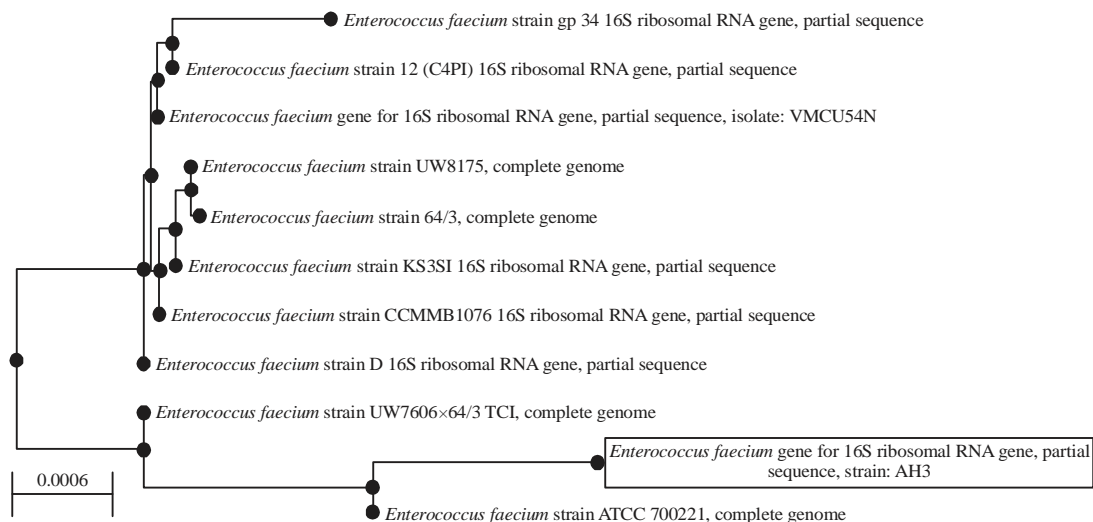 Enterococcus faecium strain gp 34 16S ribosomal RNA gene, partial sequence
Enterococcus faecium strain 12 (C4PI) 16S ribosomal RNA gene, partial sequence
Enterococcus faecium gene for 16S ribosomal RNA gene, partial sequence, isolate: VMCU54N
Enterococcus faecium strain UW8175, complete genome
Enterococcus faecium strain 64/3, complete genome
Enterococcus faecium strain KS3SI 16S ribosomal RNA gene, partial sequence
Enterococcus faecium strain CCMMB1076 16S ribosomal RNA gene, partial sequence
Enterococcus faecium strain D 16S ribosomal RNA gene, partial sequence
Enterococcus faecium strain UW7606×64/3 TCI, complete genome
Enterococcus faecium gene for 16S ribosomal RNA gene, partial
sequence, strain: AH3
0.0006
Enterococcus faecium strain ATCC 700221, complete genome